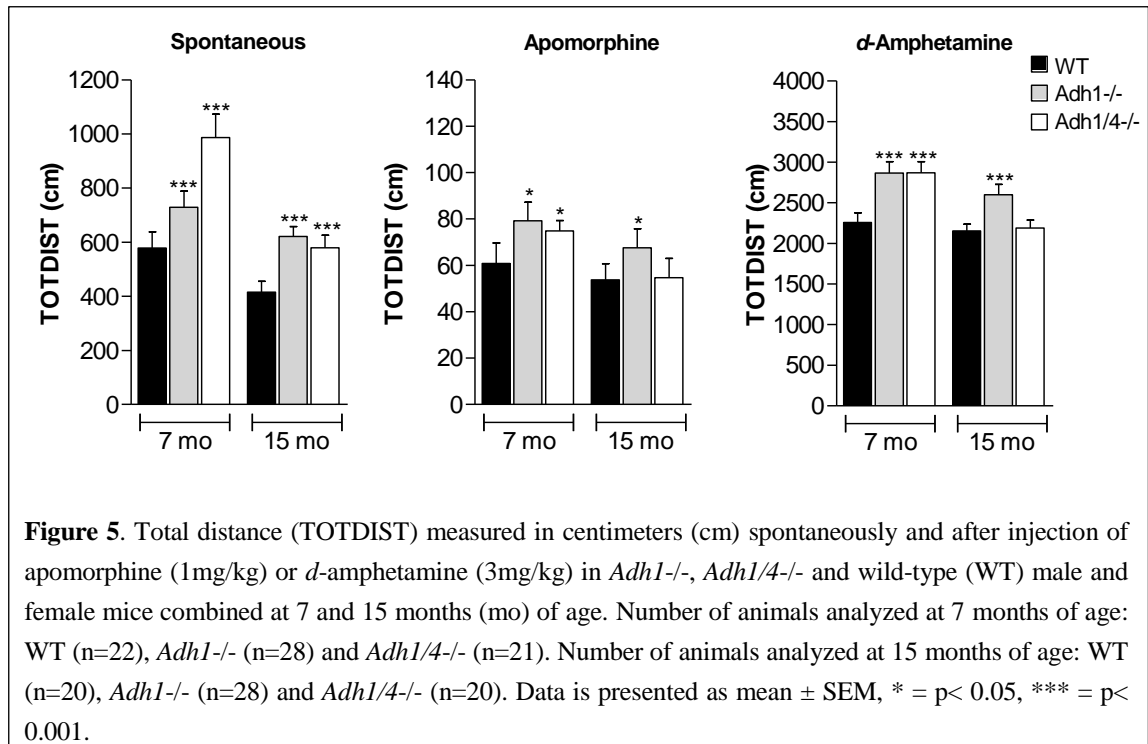 Spontaneous
Apomorphine
d-Amphetamine
WT
Adh1-/-
Adh1/4-/-
TOTDIST (cm)
1200
1000
800
600
400
200
0
***
***
***
***
7 mo
15 mo
TOTDIST (cm)
140
120
100
80
60
40
20
0
*
*
*
7 mo
15 mo
TOTDIST (cm)
4000
3500
3000
2500
2000
1500
1000
500
0
***
***
***
7 mo
15 mo
Figure 5. Total distance (TOTDIST) measured in centimeters (cm) spontaneously and after injection of
apomorphine (1mg/kg) or d-amphetamine (3mg/kg) in Adh1-/-, Adh1/4-/- and wild-type (WT) male and
female mice combined at 7 and 15 months (mo) of age. Number of animals analyzed at 7 months of age:
WT (n=22), Adh1-/- (n=28) and Adh1/4-/- (n=21). Number of animals analyzed at 15 months of age: WT
(n=20), Adh1-/- (n=28) and Adh1/4-/- (n=20). Data is presented as mean ± SEM, * = p< 0.05, *** = p<
0.001.